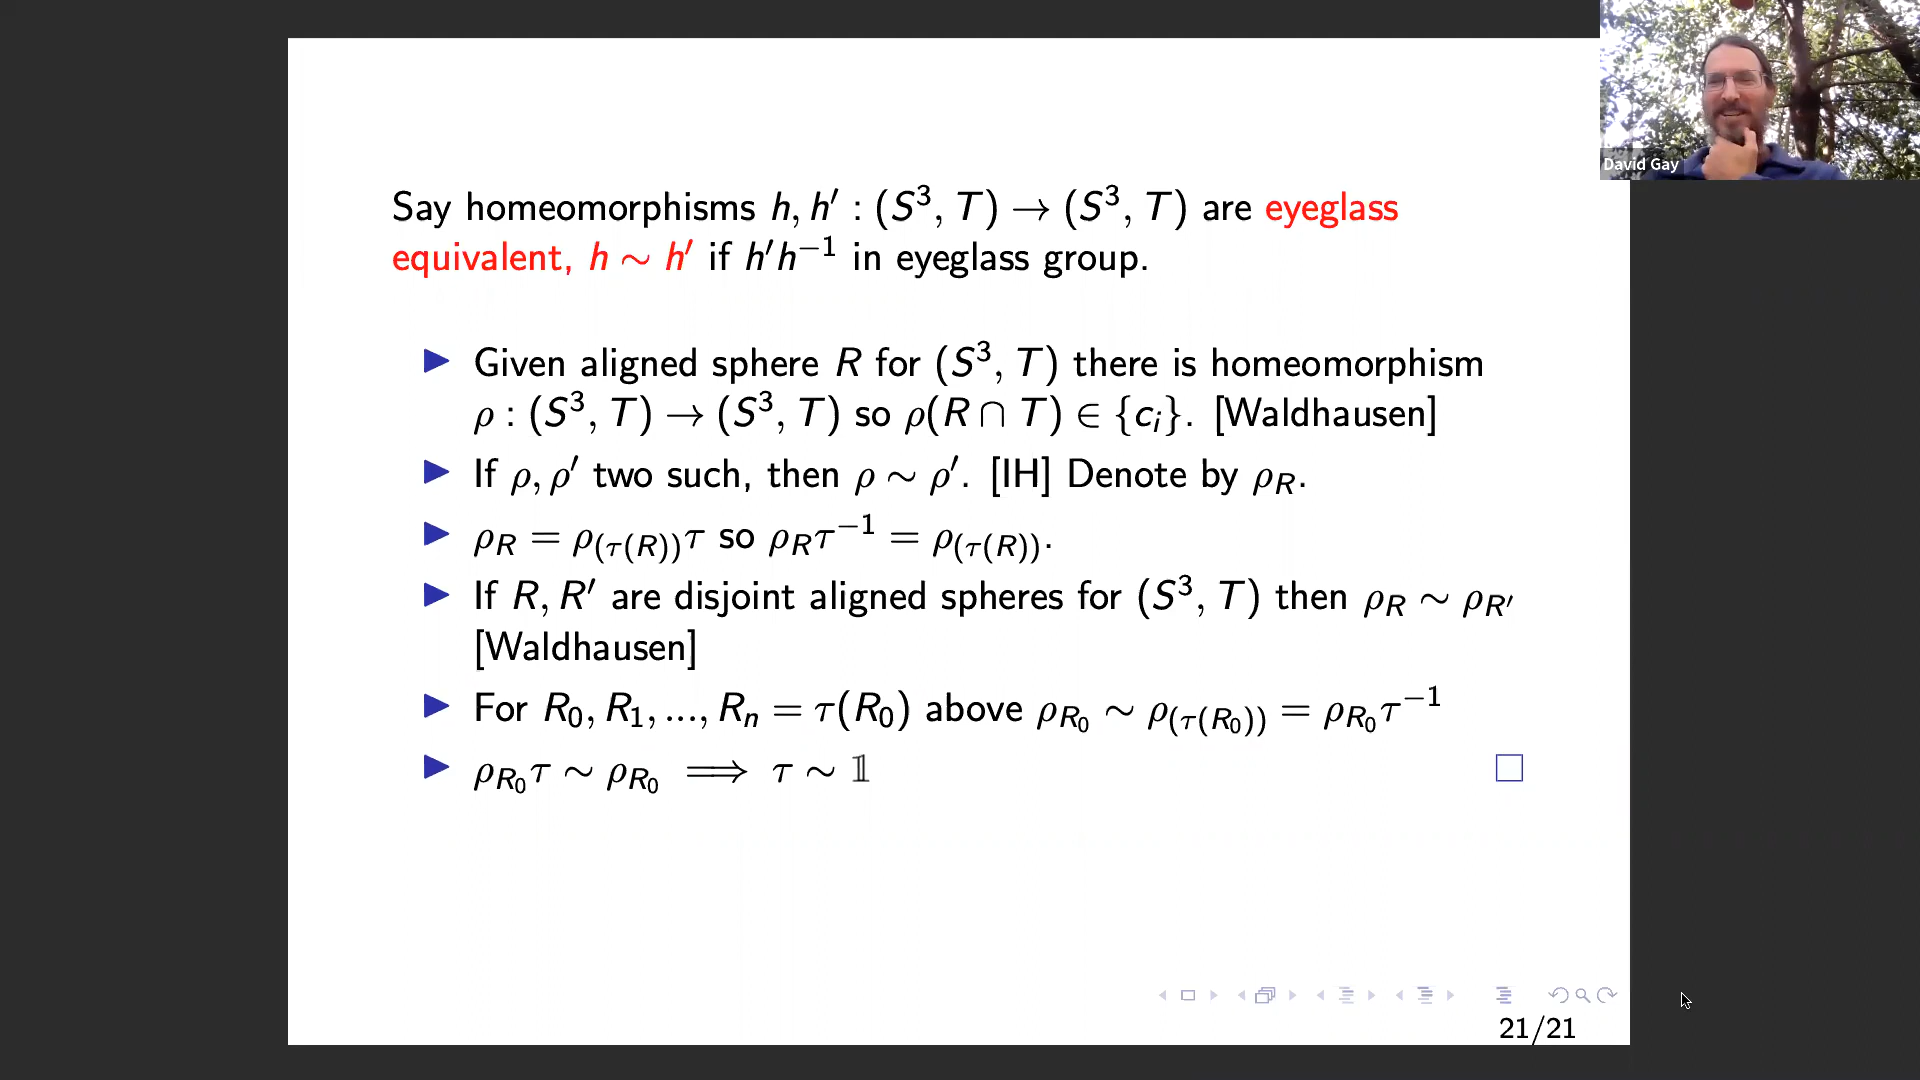 David Gay
Say homeomorphisms h, h′ : (S³, T) → (S³, T) are eyeglass
equivalent, h ∼ h′ if h′h⁻¹ in eyeglass group.
▶ Given aligned sphere R for (S³, T) there is homeomorphism
ρ : (S³, T) → (S³, T) so ρ(R ∩ T) ∈ {cᵢ}. [Waldhausen]
▶ If ρ, ρ′ two such, then ρ ∼ ρ′. [IH] Denote by ρ_R.
▶ ρ_R = ρ_(τ(R))τ so ρ_Rτ⁻¹ = ρ_(τ(R)).
▶ If R, R′ are disjoint aligned spheres for (S³, T) then ρ_R ∼ ρ_R′
[Waldhausen]
▶ For R₀, R₁, ..., Rₙ = τ(R₀) above ρ_R₀ ∼ ρ_(τ(R₀)) = ρ_R₀τ⁻¹
▶ ρ_R₀τ ∼ ρ_R₀ ⟹ τ ∼ 𝟙 □
21/21